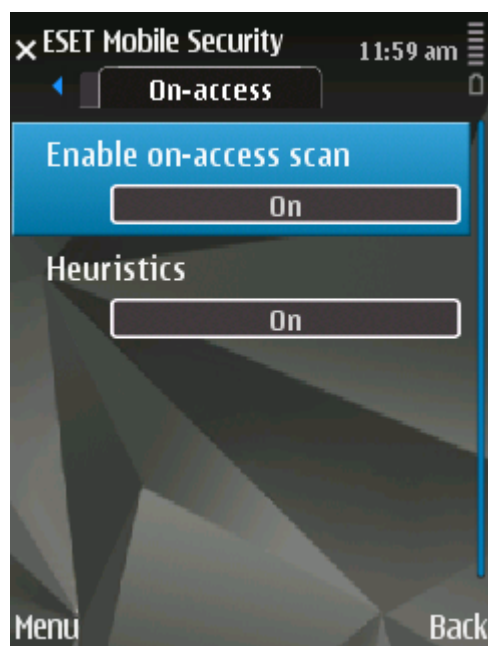 ESET Mobile Security
11:59 am
On-access
Enable on-access scan
On
Heuristics
On
Menu
Back